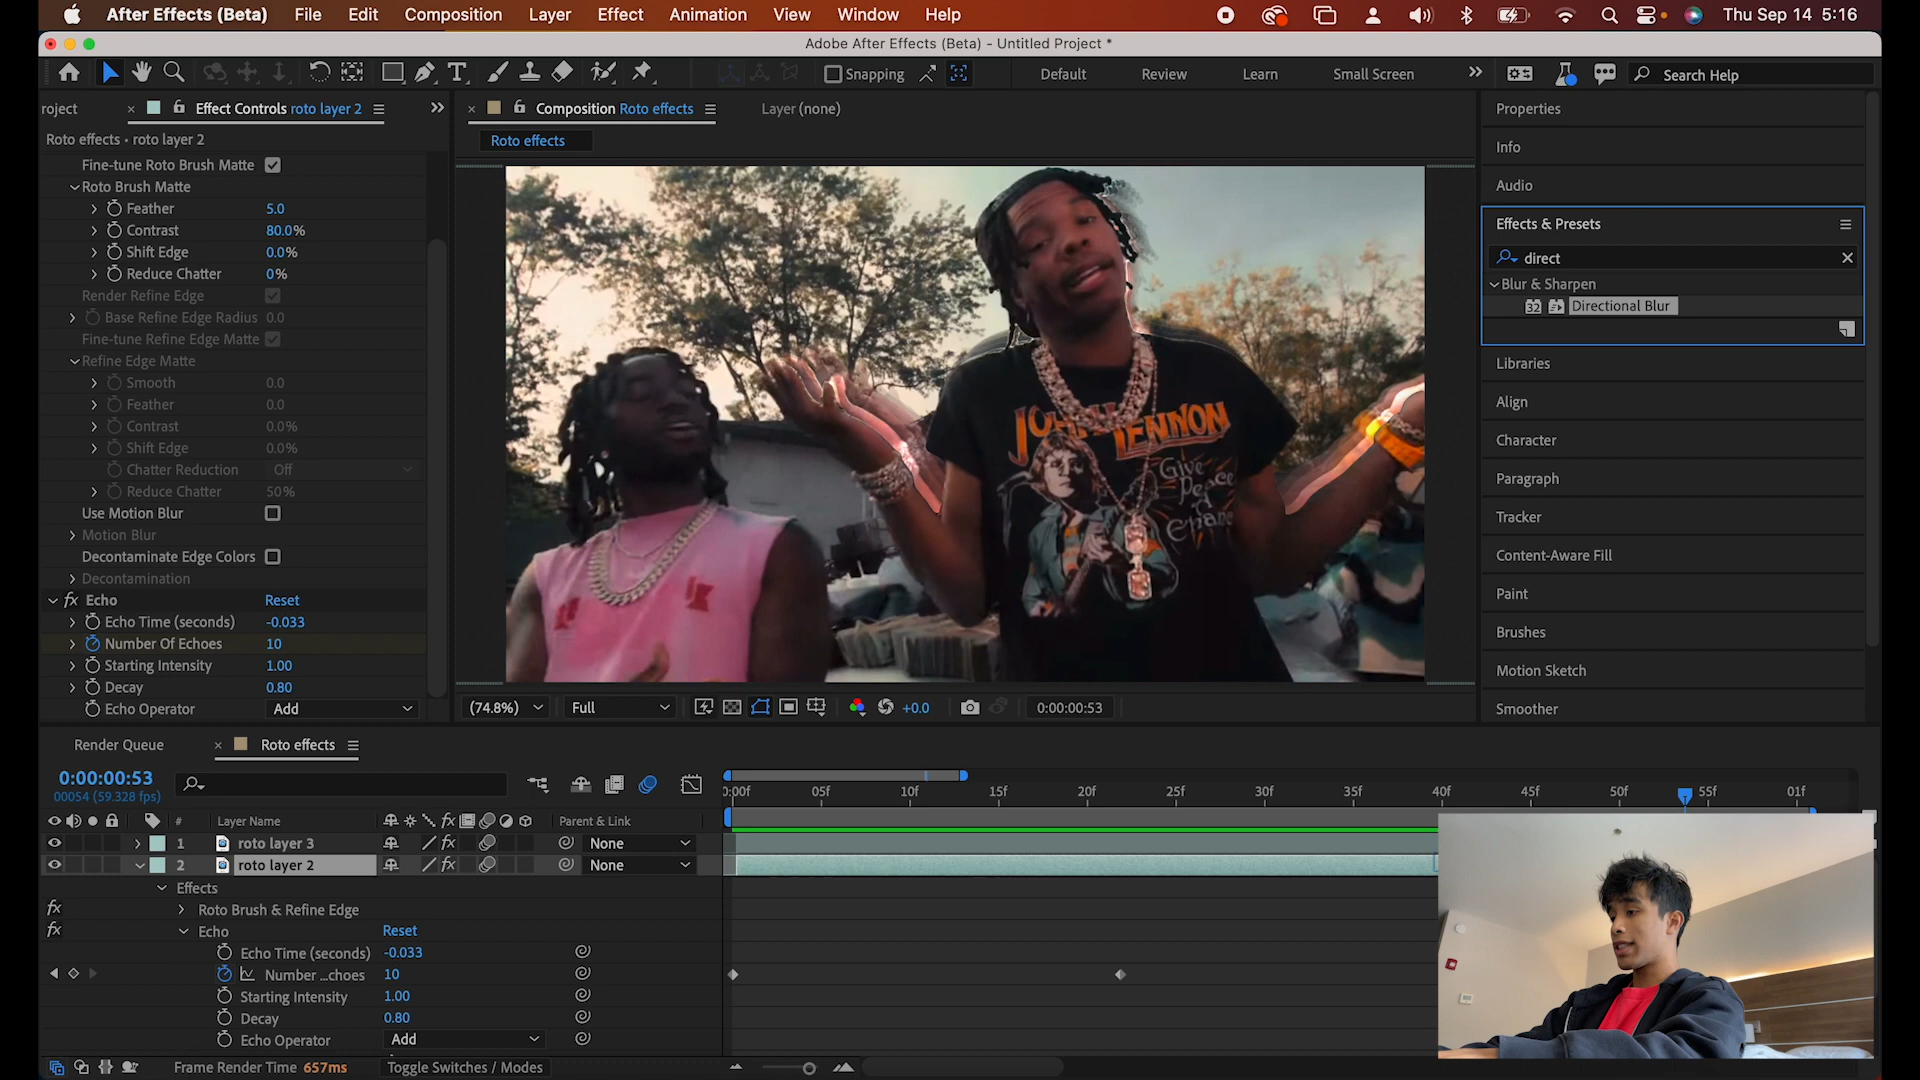 After Effects (Beta) File Edit Composition Layer Effect Animation View Window Help Thu Sep 14 5:16
Adobe After Effects (Beta) - Untitled Project *
T Snapping Default Review Learn Small Screen Search Help
roject Effect Controls roto layer 2 Composition Roto effects Layer (none) Properties
Roto effects • roto layer 2 Roto effects Info
Fine-tune Roto Brush Matte
Roto Brush Matte Audio
Feather 5.0
Contrast 80.0% Effects & Presets
Shift Edge 0.0% direct
Reduce Chatter 0% Blur & Sharpen
Render Refine Edge 32 Directional Blur
Base Refine Edge Radius 0.0
Fine-tune Refine Edge Matte
Refine Edge Matte Libraries
Smooth 0.0
Feather 0.0 Align
Contrast 0.0% Character
Shift Edge 0.0%
Chatter Reduction Off Paragraph
Reduce Chatter 50%
Use Motion Blur Tracker
Motion Blur
Decontaminate Edge Colors Content-Aware Fill
Decontamination Paint
Echo Reset
Echo Time (seconds) -0.033 Brushes
Number Of Echoes 10
Starting Intensity 1.00 Motion Sketch
Decay 0.80
Echo Operator Add (74.8%) Full +0.0 0:00:00:53 Smoother
JOHN LENNON
Give
Peace
a
Chance
Render Queue Roto effects
0:00:00:53
00054 (59.328 fps) 0:00f 05f 10f 15f 20f 25f 30f 35f 40f 45f 50f 55f 01f
# Layer Name fx Parent & Link
1 roto layer 3 fx None
2 roto layer 2 fx None
Effects
fx Roto Brush & Refine Edge
fx Echo Reset
Echo Time (seconds) -0.033
Number ...choes 10
Starting Intensity 1.00
Decay 0.80
Echo Operator Add
Frame Render Time 657ms Toggle Switches / Modes